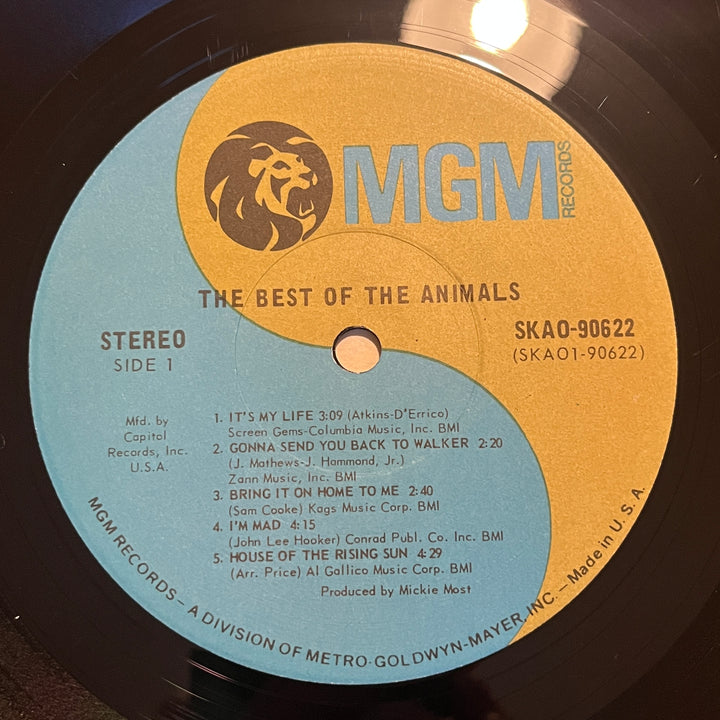 MGM
RECORDS
THE BEST OF THE ANIMALS
STEREO
SIDE 1
SKAO-90622
(SKAO1-90622)
Mfd. by
Capitol
Records, Inc.
U.S.A.
1. IT'S MY LIFE 3:09 (Atkins-D'Errico)
Screen Gems-Columbia Music, Inc. BMI
2. GONNA SEND YOU BACK TO WALKER 2:20
(J. Mathews-J. Hammond, Jr.)
Zann Music, Inc. BMI
3. BRING IT ON HOME TO ME 2:40
(Sam Cooke) Kags Music Corp. BMI
4. I'M MAD 4:15
(John Lee Hooker) Conrad Publ. Co. Inc. BMI
5. HOUSE OF THE RISING SUN 4:29
(Arr. Price) Al Gallico Music Corp. BMI
Produced by Mickie Most
MGM RECORDS – A DIVISION OF METRO-GOLDWYN-MAYER, INC. – Made in U. S. A.